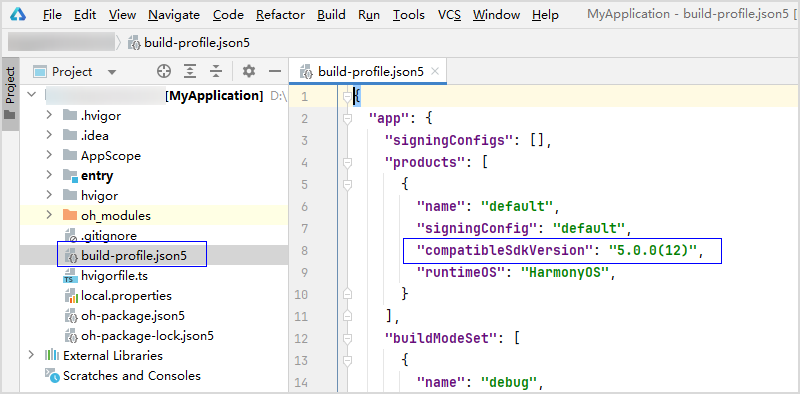 File Edit View Navigate Code Refactor Build Run Tools VCS Window Help MyApplication - build-profile.json5 [
build-profile.json5
Project
Project
build-profile.json5
[MyApplication] D:\
.hvigor
.idea
AppScope
entry
hvigor
oh_modules
.gitignore
build-profile.json5
hvigorfile.ts
local.properties
oh-package.json5
oh-package-lock.json5
External Libraries
Scratches and Consoles
1 {
2 "app": {
3 "signingConfigs": [],
4 "products": [
5 {
6 "name": "default",
7 "signingConfig": "default",
8 "compatibleSdkVersion": "5.0.0(12)",
9 "runtimeOS": "HarmonyOS",
10 }
11 ],
12 "buildModeSet": [
13 {
14 "name": "debug",